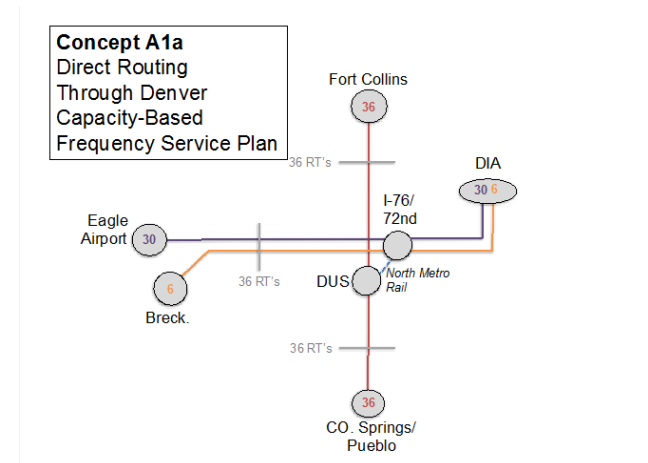 Concept A1a
Direct Routing
Through Denver
Capacity-Based
Frequency Service Plan
Fort Collins
36
36 RT's
DIA
30 6
I-76/
72nd
Eagle
Airport
30
36 RT's
6
Breck.
DUS
North Metro
Rail
36 RT's
36
CO. Springs/
Pueblo